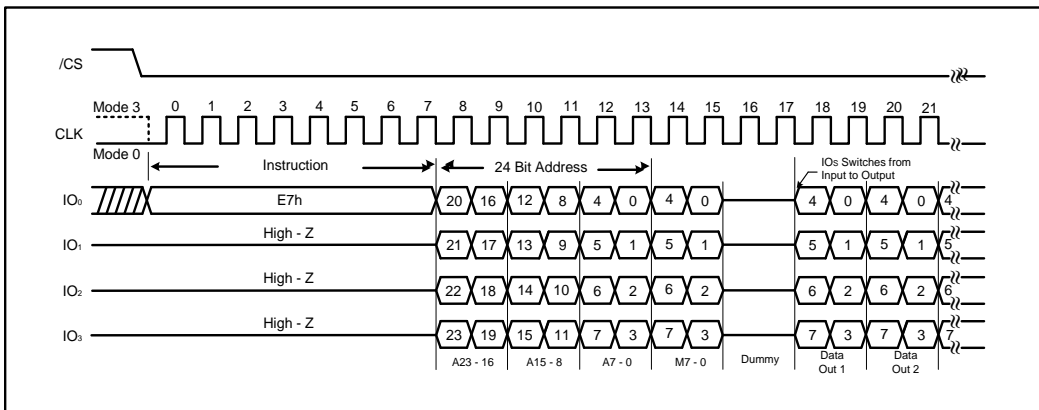 /CS
Mode 3 0 1 2 3 4 5 6 7 8 9 10 11 12 13 14 15 16 17 18 19 20 21
CLK
Mode 0
Instruction 24 Bit Address
IOs Switches from
Input to Output
IO0 E7h 20 16 12 8 4 0 4 0 4 0 4 0 4
High - Z
IO1 21 17 13 9 5 1 5 1 5 1 5 1 5
High - Z
IO2 22 18 14 10 6 2 6 2 6 2 6 2 6
High - Z
IO3 23 19 15 11 7 3 7 3 7 3 7 3 7
A23 - 16 A15 - 8 A7 - 0 M7 - 0 Dummy Data Out 1 Data Out 2